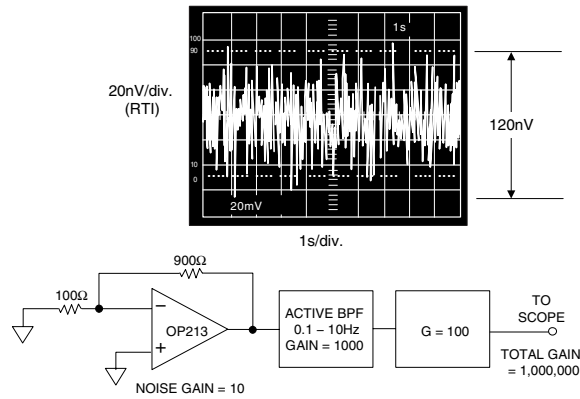 100
90
1s
20nV/div.
(RTI)
120nV
10
0
20mV
1s/div.
900Ω
100Ω
–
+
OP213
NOISE GAIN = 10
ACTIVE BPF
0.1 – 10Hz
GAIN = 1000
G = 100
TO
SCOPE
TOTAL GAIN
= 1,000,000